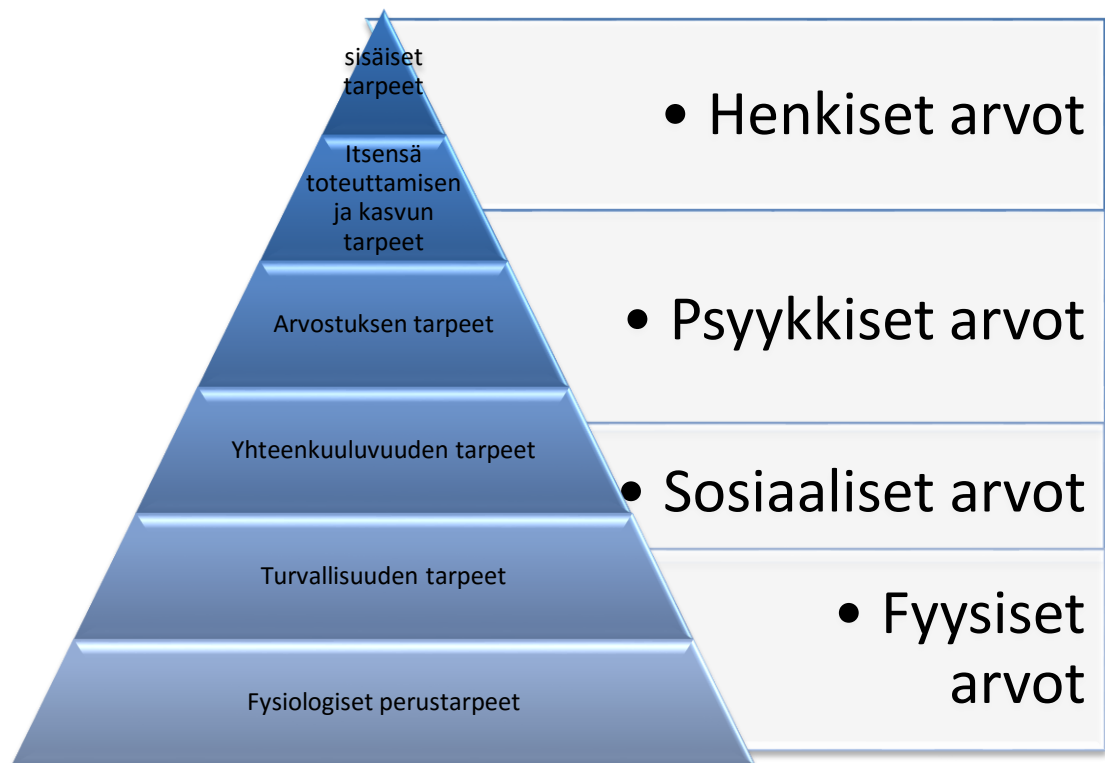 sisäiset
tarpeet
Itsensä
toteuttamisen
ja kasvun
tarpeet
Arvostuksen tarpeet
Yhteenkuuluvuuden tarpeet
Turvallisuuden tarpeet
Fysiologiset perustarpeet
• Henkiset arvot
• Psyykkiset arvot
• Sosiaaliset arvot
• Fyysiset
arvot